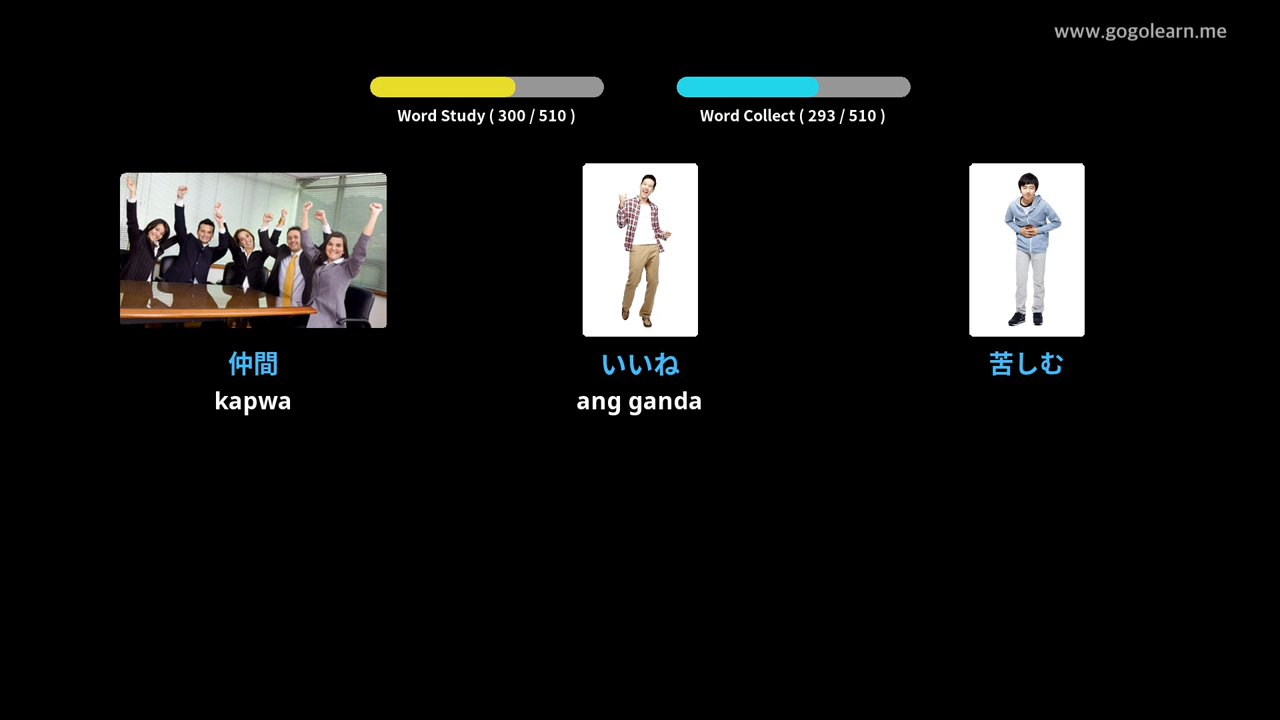 www.gogolearn.me
Word Study ( 300 / 510 )
Word Collect ( 293 / 510 )
仲間
いいね
苦しむ
kapwa
ang ganda